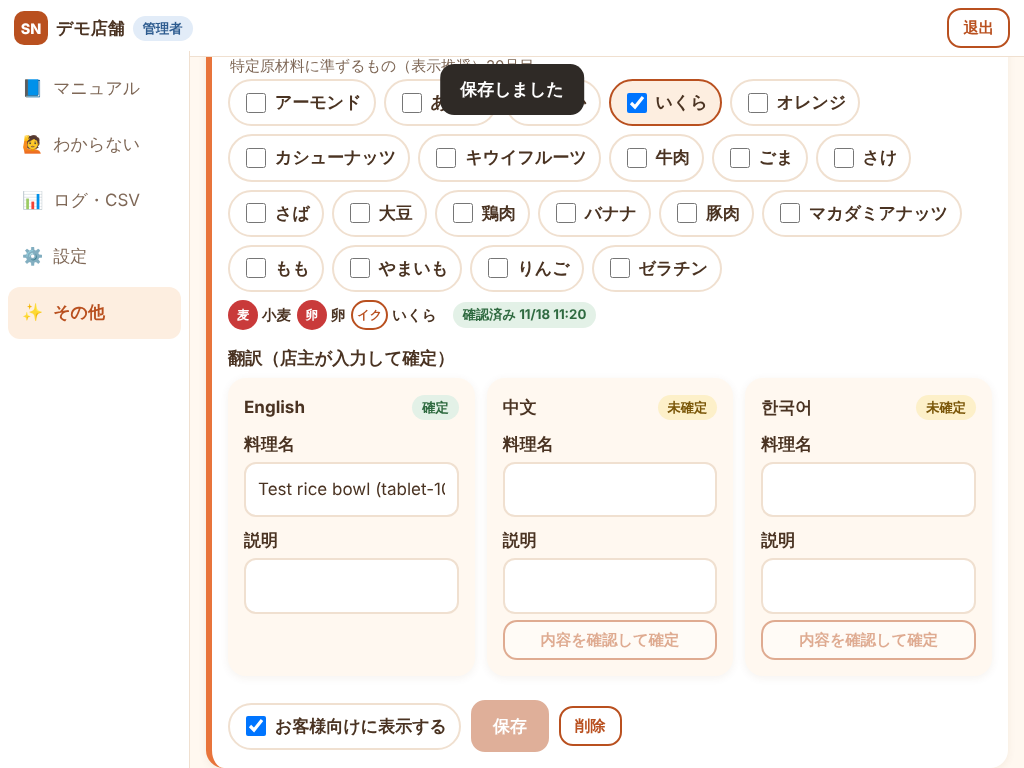 SN デモ店舗 管理者 退出
マニュアル
わからない
ログ・CSV
設定
その他
特定原材料に準ずるもの（表示推奨）20品目
保存しました
アーモンド あ いくら オレンジ
カシューナッツ キウイフルーツ 牛肉 ごま さけ
さば 大豆 鶏肉 バナナ 豚肉 マカダミアナッツ
もも やまいも りんご ゼラチン
麦 小麦 卵 卵 イク いくら 確認済み 11/18 11:20
翻訳（店主が入力して確定）
English 確定 中文 未確定 한국어 未確定
料理名 料理名 料理名
Test rice bowl (tablet-10
説明 説明 説明
内容を確認して確定 内容を確認して確定
お客様向けに表示する 保存 削除